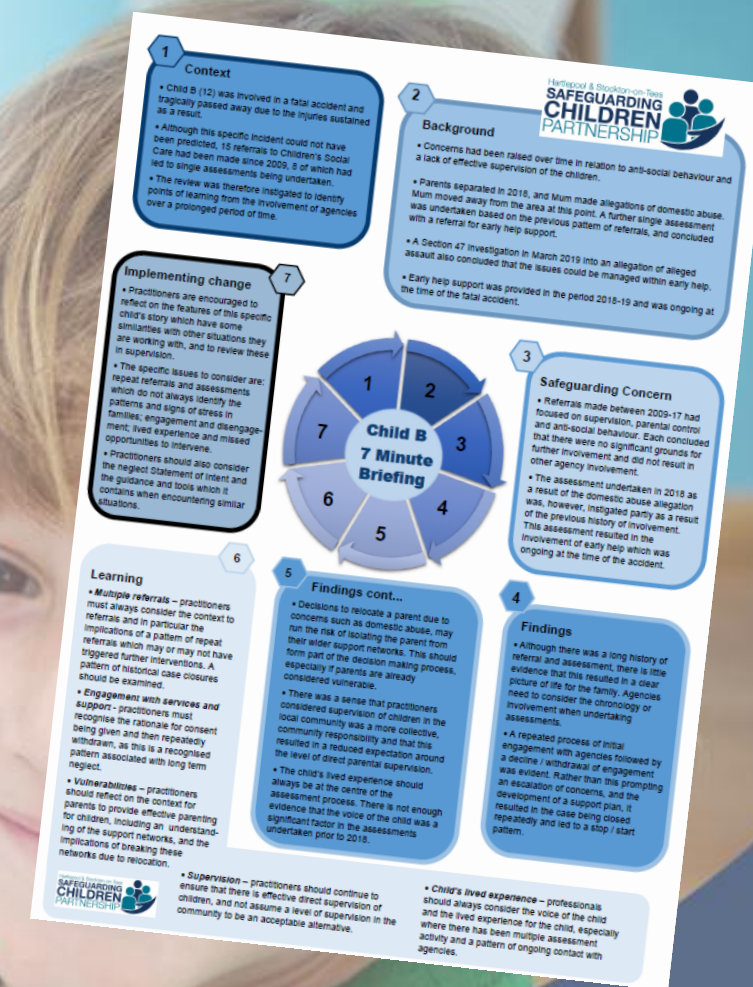 1
Context
• Child B (12) was involved in a fatal accident and
tragically passed away due to the injuries sustained
as a result.
• Although this specific incident could not have
been predicted, 15 referrals to Children's Social
Care had been made since 2009, 8 of which had
led to single assessments being undertaken.
• The review was therefore instigated to identify
points of learning from the involvement of agencies
over a prolonged period of time.
Hartlepool & Stockton-on-Tees
SAFEGUARDING
CHILDREN
PARTNERSHIP
2
Background
• Concerns had been raised over time in relation to anti-social behaviour and
a lack of effective supervision of the children.
• Parents separated in 2018, and Mum made allegations of domestic abuse.
Mum moved away from the area at this point. A further single assessment
was undertaken based on the previous pattern of referrals, and concluded
with a referral for early help support.
• A Section 47 Investigation in March 2019 into an allegation of alleged
assault also concluded that the issues could be managed within early help.
• Early help support was provided in the period 2018-19 and was ongoing at
the time of the fatal accident.
7
Implementing change
• Practitioners are encouraged to
reflect on the features of this specific
child's story which have some
similarities with other situations they
are working with, and to review these
in supervision.
• The specific issues to consider are:
repeat referrals and assessments
which do not always identify the
patterns and signs of stress in
families; engagement and disengage-
ment; lived experience and missed
opportunities to intervene.
• Practitioners should also consider
the neglect Statement of Intent and
the guidance and tools which it
contains when encountering similar
situations.
1
2
3
4
5
6
7
Child B
7 Minute
Briefing
3
Safeguarding Concern
• Referrals made between 2009-17 had
focused on supervision, parental control
and anti-social behaviour. Each concluded
that there were no significant grounds for
further involvement and did not result in
other agency involvement.
• The assessment undertaken in 2018 as
a result of the domestic abuse allegation
was, however, instigated partly as a result
of the previous history of involvement.
This assessment resulted in the
involvement of early help which was
ongoing at the time of the accident.
4
Findings
• Although there was a long history of
referral and assessment, there is little
evidence that this resulted in a clear
picture of life for the family. Agencies
need to consider the chronology or
involvement when undertaking
assessments.
• A repeated process of initial
engagement with agencies followed by
a decline / withdrawal of engagement
was evident. Rather than this prompting
an escalation of concerns, and the
development of a support plan, it
resulted in the case being closed
repeatedly and led to a stop / start
pattern.
5
Findings cont...
• Decisions to relocate a parent due to
concerns such as domestic abuse, may
run the risk of isolating the parent from
their wider support networks. This should
form part of the decision making process,
especially if parents are already
considered vulnerable.
• There was a sense that practitioners
considered supervision of children in the
local community was a more collective,
community responsibility and that this
resulted in a reduced expectation around
the level of direct parental supervision.
• The child's lived experience should
always be at the centre of the
assessment process. There is not enough
evidence that the voice of the child was a
significant factor in the assessments
undertaken prior to 2018.
6
Learning
• Multiple referrals – practitioners
must always consider the context to
referrals and in particular the
implications of a pattern of repeat
referrals which may or may not have
triggered further interventions. A
pattern of historical case closures
should be examined.
• Engagement with services and
support - practitioners must
recognise the rationale for consent
being given and then repeatedly
withdrawn, as this is a recognised
pattern associated with long term
neglect.
• Vulnerabilities – practitioners
should reflect on the context for
parents to provide effective parenting
for children, including an understand-
ing of the support networks, and the
implications of breaking these
networks due to relocation.
• Supervision – practitioners should continue to
ensure that there is effective direct supervision of
children, and not assume a level of supervision in the
community to be an acceptable alternative.
• Child's lived experience – professionals
should always consider the voice of the child
and the lived experience for the child, especially
where there has been multiple assessment
activity and a pattern of ongoing contact with
agencies.
Hartlepool & Stockton-on-Tees
SAFEGUARDING
CHILDREN
PARTNERSHIP